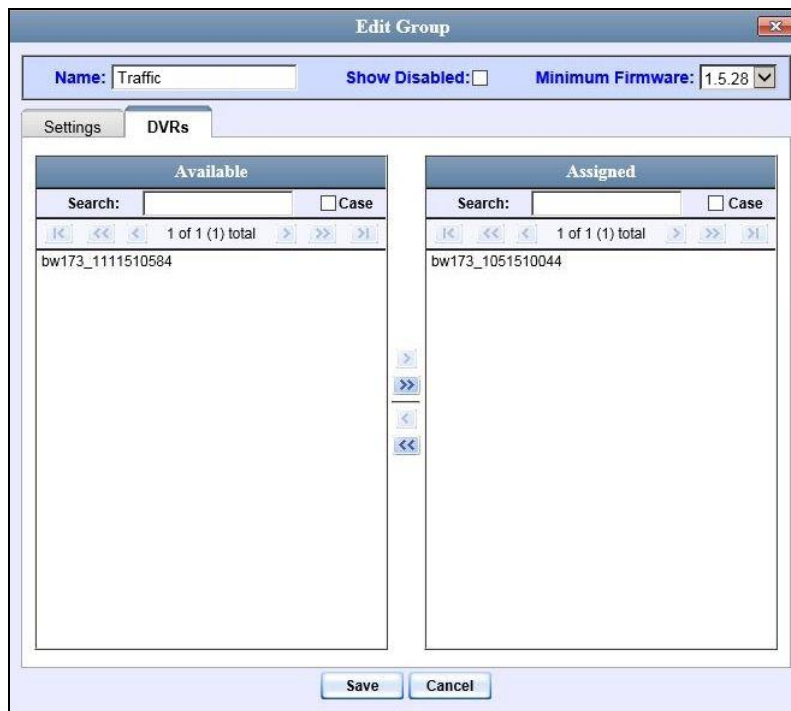 Edit Group
Name: Traffic Show Disabled: Minimum Firmware: 1.5.28
Settings DVRs
Available
Search: Case
|< << < 1 of 1 (1) total > >> >|
bw173_1111510584
Assigned
Search: Case
|< << < 1 of 1 (1) total > >> >|
bw173_1051510044
>
>>
<
<<
Save Cancel